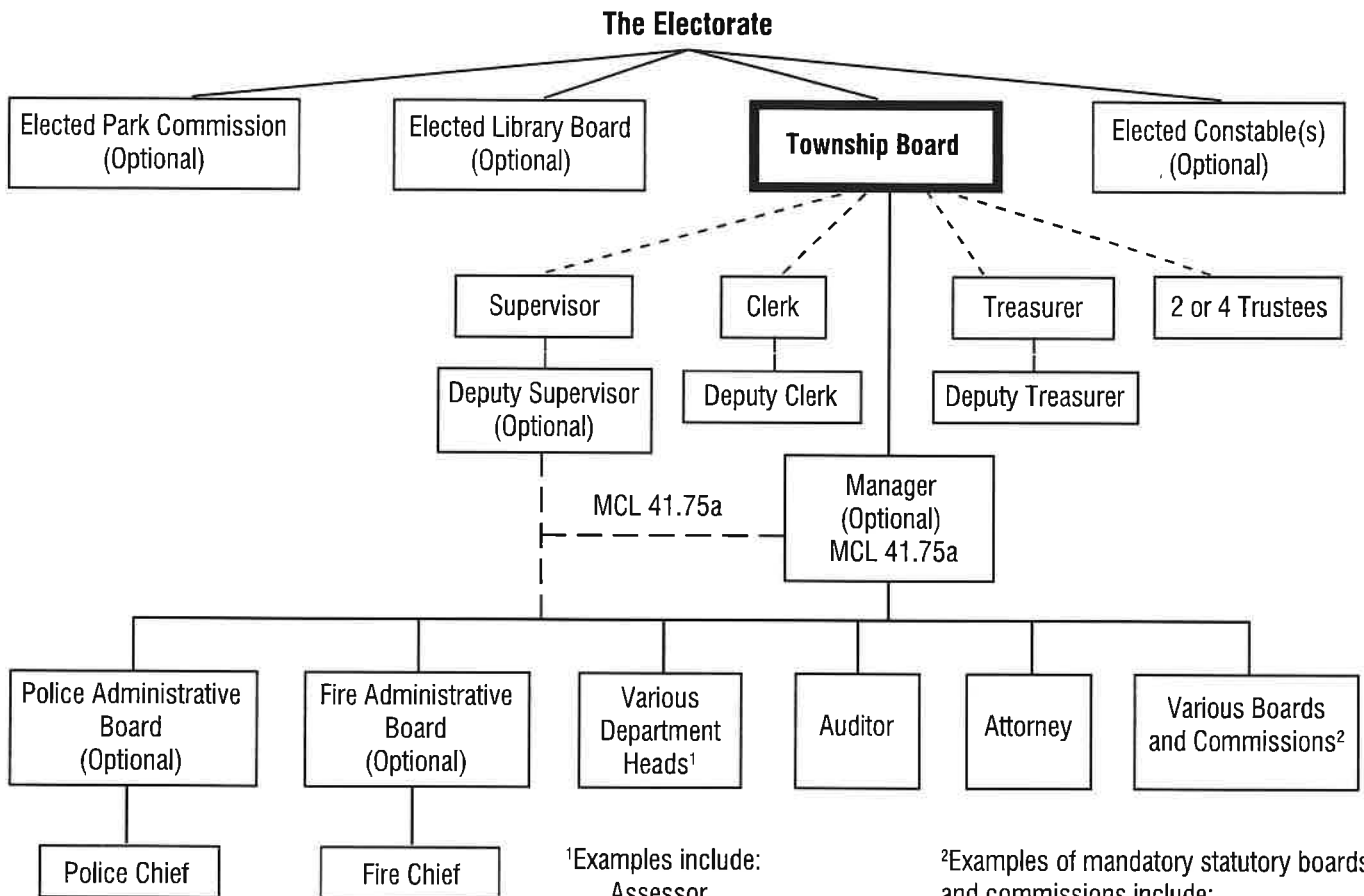 The Electorate
Elected Park Commission
(Optional)
Elected Library Board
(Optional)
Township Board
Elected Constable(s)
(Optional)
Supervisor
Clerk
Treasurer
2 or 4 Trustees
Deputy Supervisor
(Optional)
Deputy Clerk
Deputy Treasurer
MCL 41.75a
Manager
(Optional)
MCL 41.75a
Police Administrative
Board
(Optional)
Fire Administrative
Board
(Optional)
Various
Department
Heads¹
Auditor
Attorney
Various Boards
and Commissions²
Police Chief
Fire Chief
¹Examples include:
Assessor
²Examples of mandatory statutory boards
and commissions include: